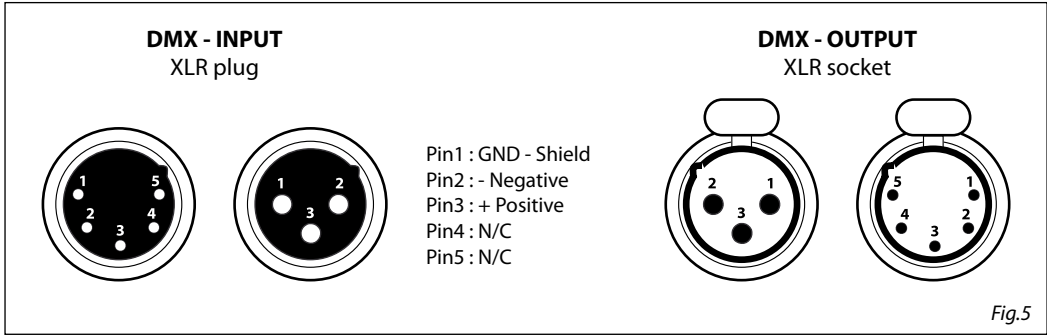 DMX - INPUT
XLR plug
1 5
2 4
3
1 2
3
Pin1 : GND - Shield
Pin2 : - Negative
Pin3 : + Positive
Pin4 : N/C
Pin5 : N/C
DMX - OUTPUT
XLR socket
2 1
3
5 1
4 2
3
Fig.5